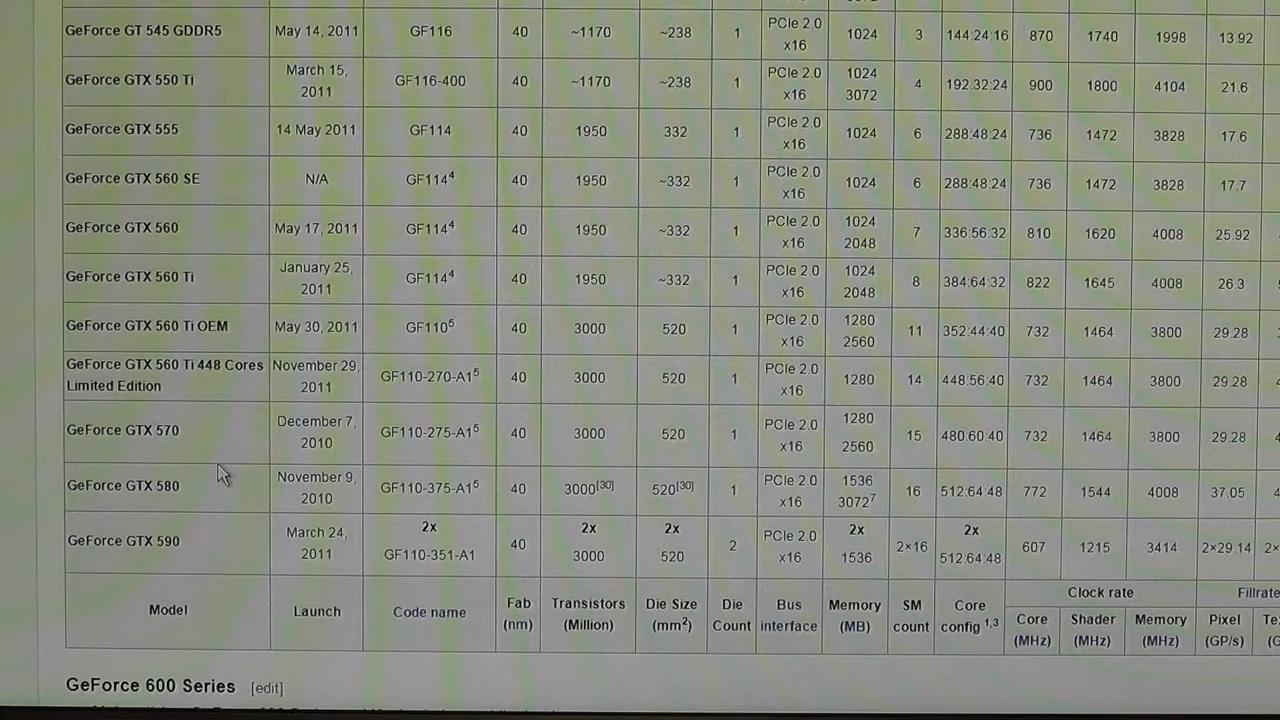 GeForce GT 545 GDDR5 May 14, 2011 GF116 40 ~1170 ~238 1 PCIe 2.0 x16 1024 3 144:24:16 870 1740 1998 13.92
GeForce GTX 550 Ti March 15, 2011 GF116-400 40 ~1170 ~238 1 PCIe 2.0 x16 1024 3072 4 192:32:24 900 1800 4104 21.6
GeForce GTX 555 14 May 2011 GF114 40 1950 332 1 PCIe 2.0 x16 1024 6 288:48:24 736 1472 3828 17.6
GeForce GTX 560 SE N/A GF114⁴ 40 1950 ~332 1 PCIe 2.0 x16 1024 6 288:48:24 736 1472 3828 17.7
GeForce GTX 560 May 17, 2011 GF114⁴ 40 1950 ~332 1 PCIe 2.0 x16 1024 2048 7 336:56:32 810 1620 4008 25.92
GeForce GTX 560 Ti January 25, 2011 GF114⁴ 40 1950 ~332 1 PCIe 2.0 x16 1024 2048 8 384:64:32 822 1645 4008 26.3
GeForce GTX 560 Ti OEM May 30, 2011 GF110⁵ 40 3000 520 1 PCIe 2.0 x16 1280 2560 11 352:44:40 732 1464 3800 29.28
GeForce GTX 560 Ti 448 Cores Limited Edition November 29, 2011 GF110-270-A1⁵ 40 3000 520 1 PCIe 2.0 x16 1280 14 448:56:40 732 1464 3800 29.28
GeForce GTX 570 December 7, 2010 GF110-275-A1⁵ 40 3000 520 1 PCIe 2.0 x16 1280 2560 15 480:60:40 732 1464 3800 29.28
GeForce GTX 580 November 9, 2010 GF110-375-A1⁵ 40 3000[30] 520[30] 1 PCIe 2.0 x16 1536 3072⁷ 16 512:64:48 772 1544 4008 37.05
GeForce GTX 590 March 24, 2011 2x GF110-351-A1 40 2x 3000 2x 520 2 PCIe 2.0 x16 2x 1536 2×16 2x 512:64:48 607 1215 3414 2×29.14 2×
Model Launch Code name Fab (nm) Transistors (Million) Die Size (mm²) Die Count Bus interface Memory (MB) SM count Core config ¹,³ Clock rate Core (MHz) Shader (MHz) Memory (MHz) Fillrate Pixel (GP/s)
GeForce 600 Series [edit]